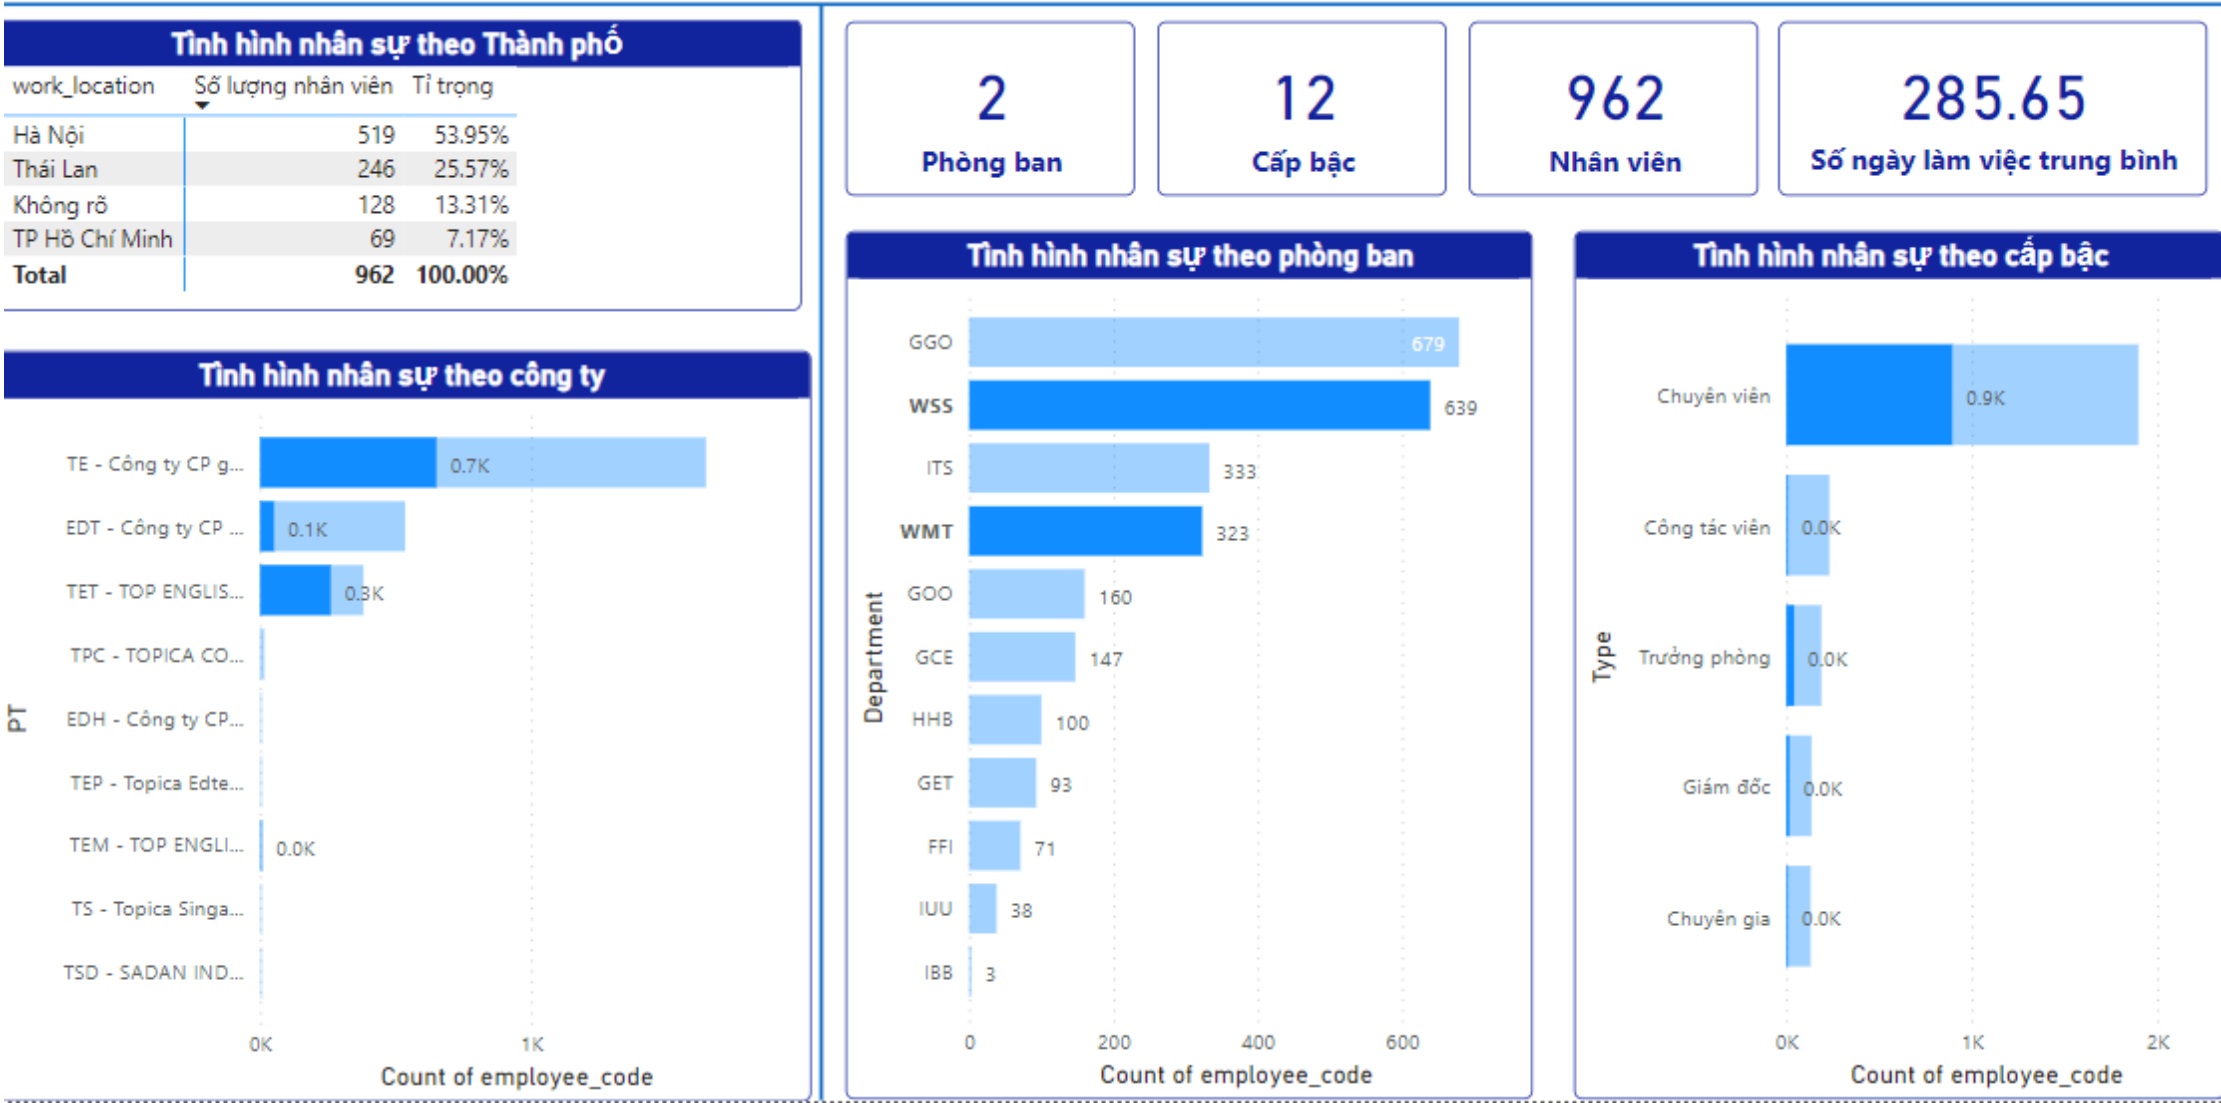 Tình hình nhân sự theo Thành phố
work_location Số lượng nhân viên Tỉ trọng
Hà Nội 519 53.95%
Thái Lan 246 25.57%
Không rõ 128 13.31%
TP Hồ Chí Minh 69 7.17%
Total 962 100.00%
2
Phòng ban
12
Cấp bậc
962
Nhân viên
285.65
Số ngày làm việc trung bình
Tình hình nhân sự theo công ty
PT
TE - Công ty CP g... 0.7K
EDT - Công ty CP ... 0.1K
TET - TOP ENGLIS... 0.3K
TPC - TOPICA CO...
EDH - Công ty CP...
TEP - Topica Edte...
TEM - TOP ENGLI... 0.0K
TS - Topica Singa...
TSD - SADAN IND...
0K 1K
Count of employee_code
Tình hình nhân sự theo phòng ban
Department
GGO 679
WSS 639
ITS 333
WMT 323
GOO 160
GCE 147
HHB 100
GET 93
FFI 71
IUU 38
IBB 3
0 200 400 600
Count of employee_code
Tình hình nhân sự theo cấp bậc
Type
Chuyên viên 0.9K
Công tác viên 0.0K
Trưởng phòng 0.0K
Giám đốc 0.0K
Chuyên gia 0.0K
0K 1K 2K
Count of employee_code